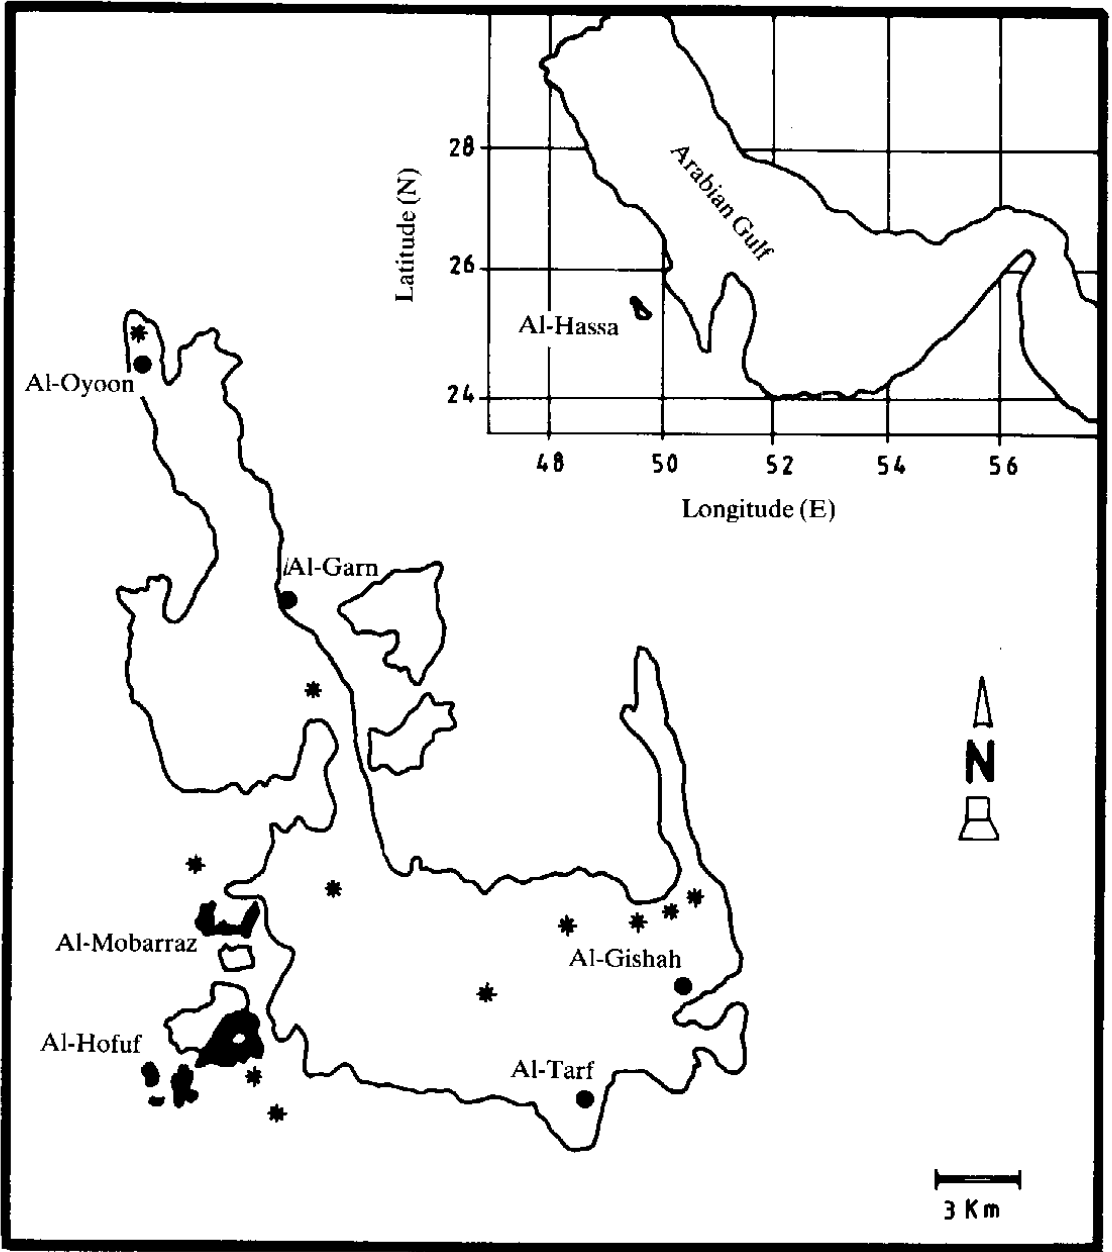 28
Arabian Gulf
Latitude (N)
26
Al-Hassa
24
48 50 52 54 56
Longitude (E)
Al-Oyoon
Al-Garn
N
Al-Mobarraz
Al-Gishah
Al-Hofuf
Al-Tarf
3 Km